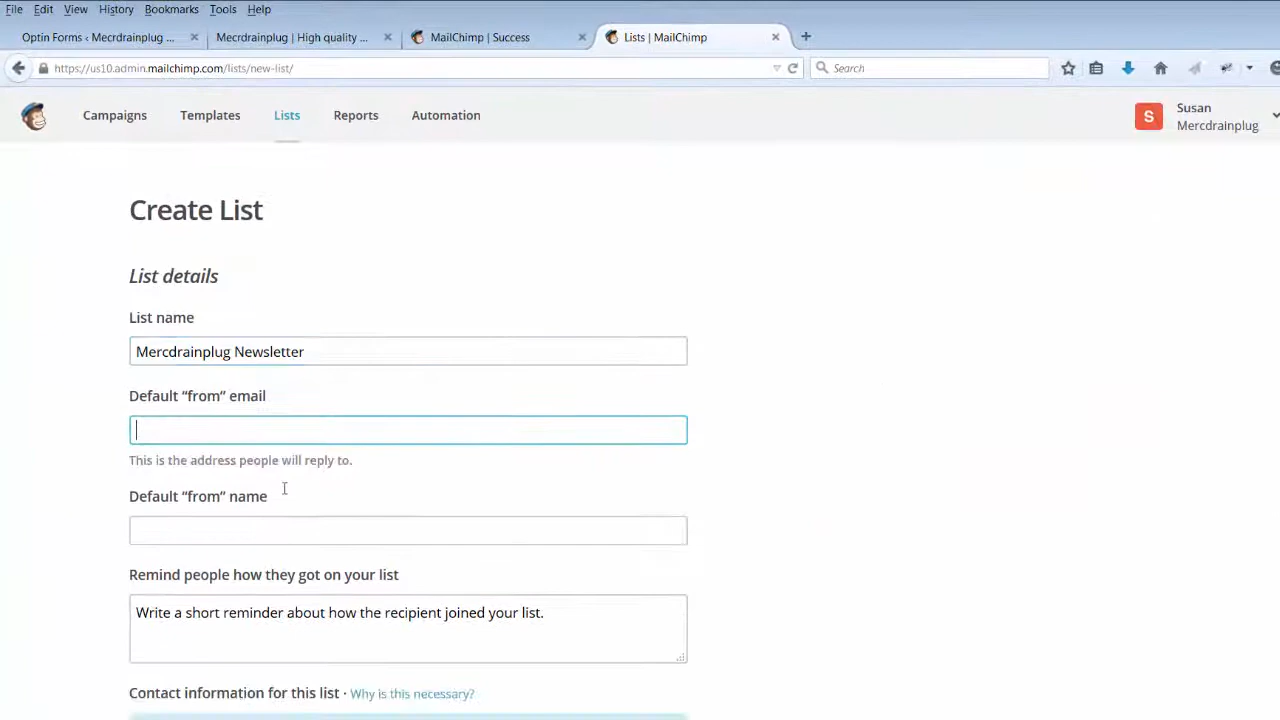 File Edit View History Bookmarks Tools Help
Optin Forms ‹ Mecrdrainplug ... × Mecrdrainplug | High quality ... × MailChimp | Success × Lists | MailChimp × +
https://us10.admin.mailchimp.com/lists/new-list/ Search
Campaigns Templates Lists Reports Automation
S Susan
Mercdrainplug
Create List
List details
List name
Mercdrainplug Newsletter
Default “from” email
This is the address people will reply to.
Default “from” name
Remind people how they got on your list
Write a short reminder about how the recipient joined your list.
Contact information for this list · Why is this necessary?